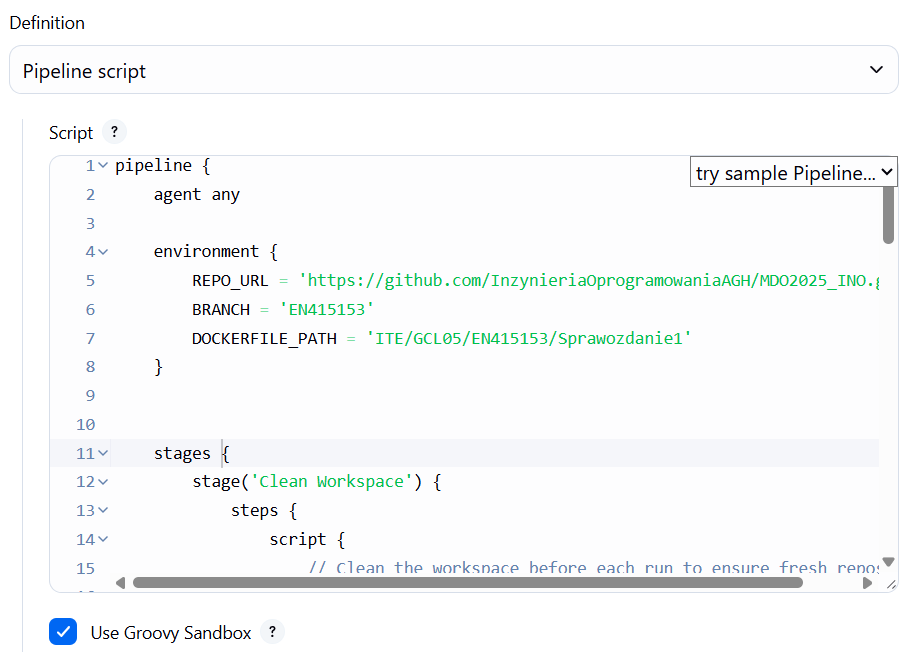 Definition
Pipeline script
Script ?
try sample Pipeline...
1 pipeline {
2 agent any
3
4 environment {
5 REPO_URL = 'https://github.com/InzynieriaOprogramowaniaAGH/MDO2025_INO.g
6 BRANCH = 'EN415153'
7 DOCKERFILE_PATH = 'ITE/GCL05/EN415153/Sprawozdanie1'
8 }
9
10
11 stages {
12 stage('Clean Workspace') {
13 steps {
14 script {
15 // Clean the workspace before each run to ensure fresh repos
Use Groovy Sandbox ?